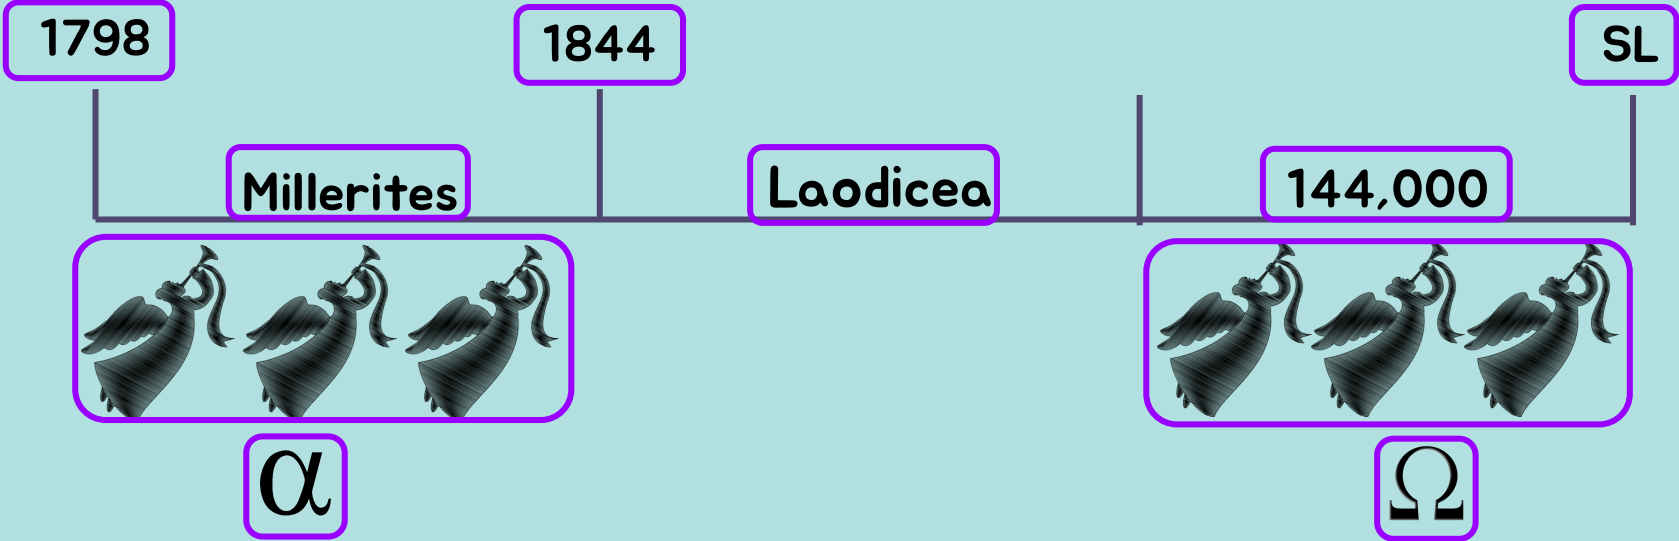 1798
1844
SL
Millerites
Laodicea
144,000
α
Ω